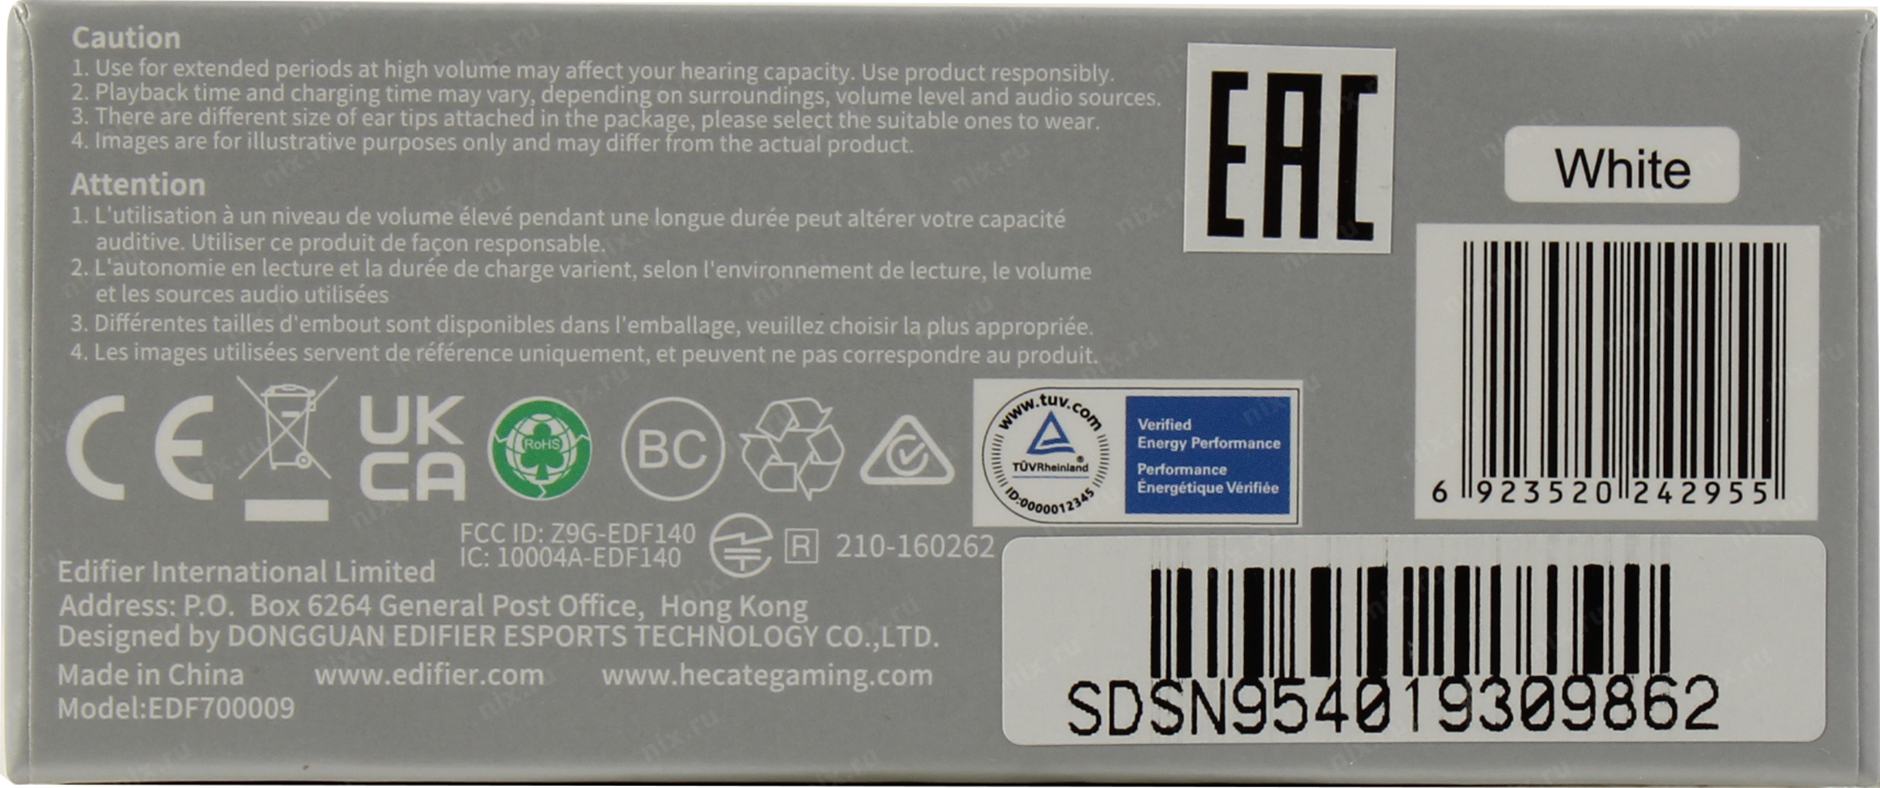 Caution
1. Use for extended periods at high volume may affect your hearing capacity. Use product responsibly.
2. Playback time and charging time may vary, depending on surroundings, volume level and audio sources.
3. There are different size of ear tips attached in the package, please select the suitable ones to wear.
4. Images are for illustrative purposes only and may differ from the actual product.
Attention
1. L'utilisation à un niveau de volume élevé pendant une longue durée peut altérer votre capacité
auditive. Utiliser ce produit de façon responsable.
2. L'autonomie en lecture et la durée de charge varient, selon l'environnement de lecture, le volume
et les sources audio utilisées
3. Différentes tailles d'embout sont disponibles dans l'emballage, veuillez choisir la plus appropriée.
4. Les images utilisées servent de référence uniquement, et peuvent ne pas correspondre au produit.
EAC
White
6 923520 242955
CE
UK
CA
RoHS
BC
www.tuv.com
TÜVRheinland®
ID:0000012345
Verified
Energy Performance
Performance
Énergétique Vérifiée
FCC ID: Z9G-EDF140
IC: 10004A-EDF140
R 210-160262
Edifier International Limited
Address: P.O. Box 6264 General Post Office, Hong Kong
Designed by DONGGUAN EDIFIER ESPORTS TECHNOLOGY CO.,LTD.
Made in China www.edifier.com www.hecategaming.com
Model:EDF700009
SDSN954019309862
nix.ru